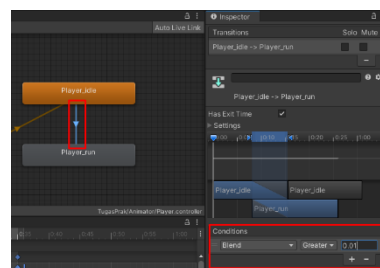 Auto Live Link
Player_idle
Player_run
TugasPrak/Animator/Player.controller
Inspector
Transitions Solo Mute
Player_idle -> Player_run
Player_idle -> Player_run
Has Exit Time
Settings
Player_idle Player_idle
Player_run
Conditions
Blend Greater 0.01